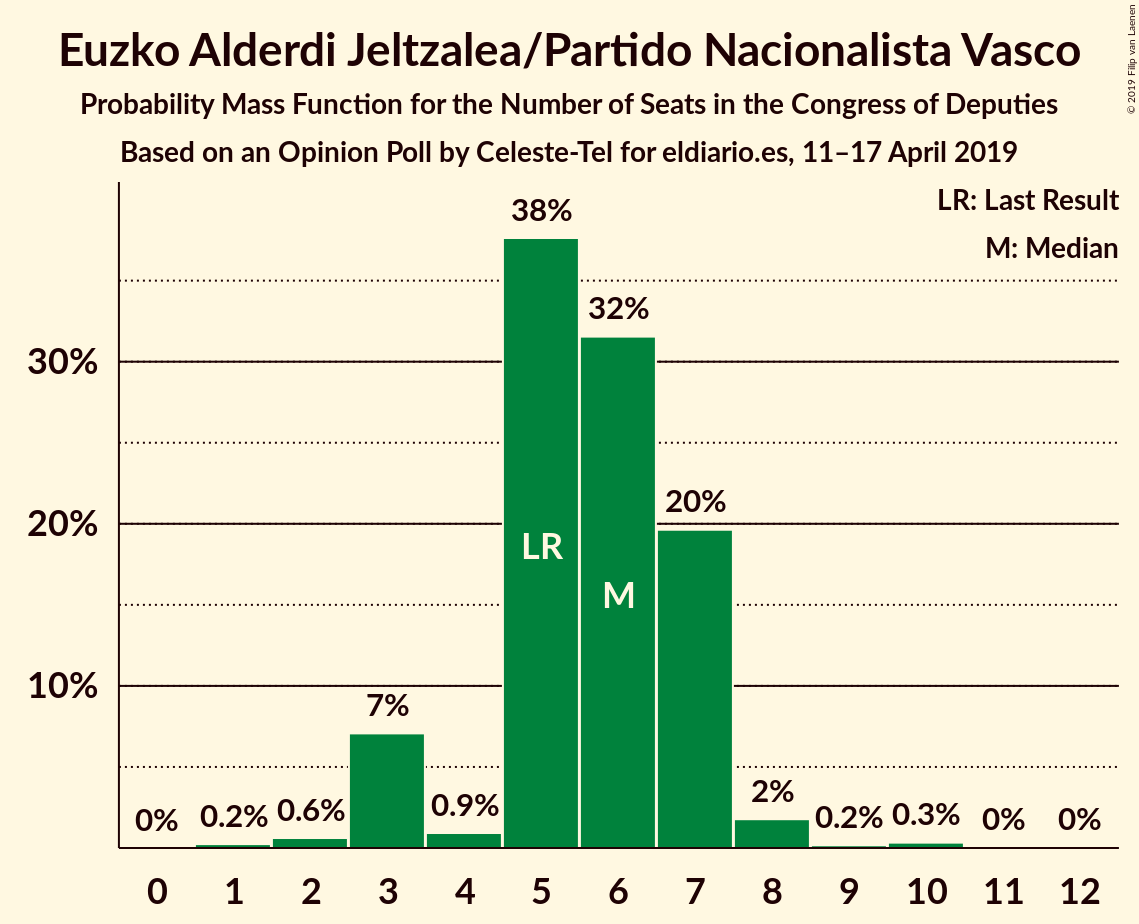 Euzko Alderdi Jeltzalea/Partido Nacionalista Vasco
Probability Mass Function for the Number of Seats in the Congress of Deputies
Based on an Opinion Poll by Celeste-Tel for eldiario.es, 11–17 April 2019
© 2019 Filip van Laenen
LR: Last Result
M: Median
38%
32%
30%
20%
20%
LR
M
10%
7%
0% 0.2% 0.6% 0.9% 2% 0.2% 0.3% 0% 0%
0 1 2 3 4 5 6 7 8 9 10 11 12